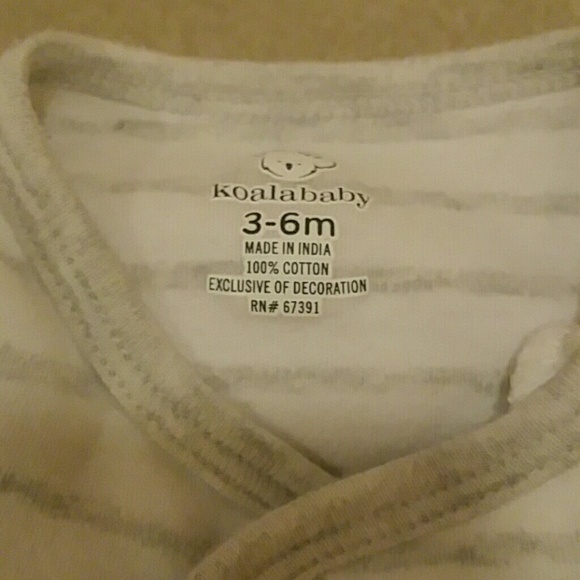 koalababy
3-6m
MADE IN INDIA
100% COTTON
EXCLUSIVE OF DECORATION
RN# 67391